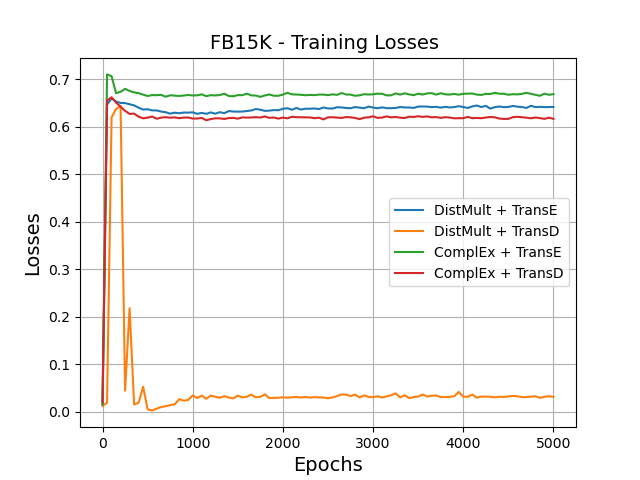 FB15K - Training Losses
Losses
0.7
0.6
0.5
0.4
0.3
0.2
0.1
0.0
DistMult + TransE
DistMult + TransD
ComplEx + TransE
ComplEx + TransD
0
1000
2000
3000
4000
5000
Epochs